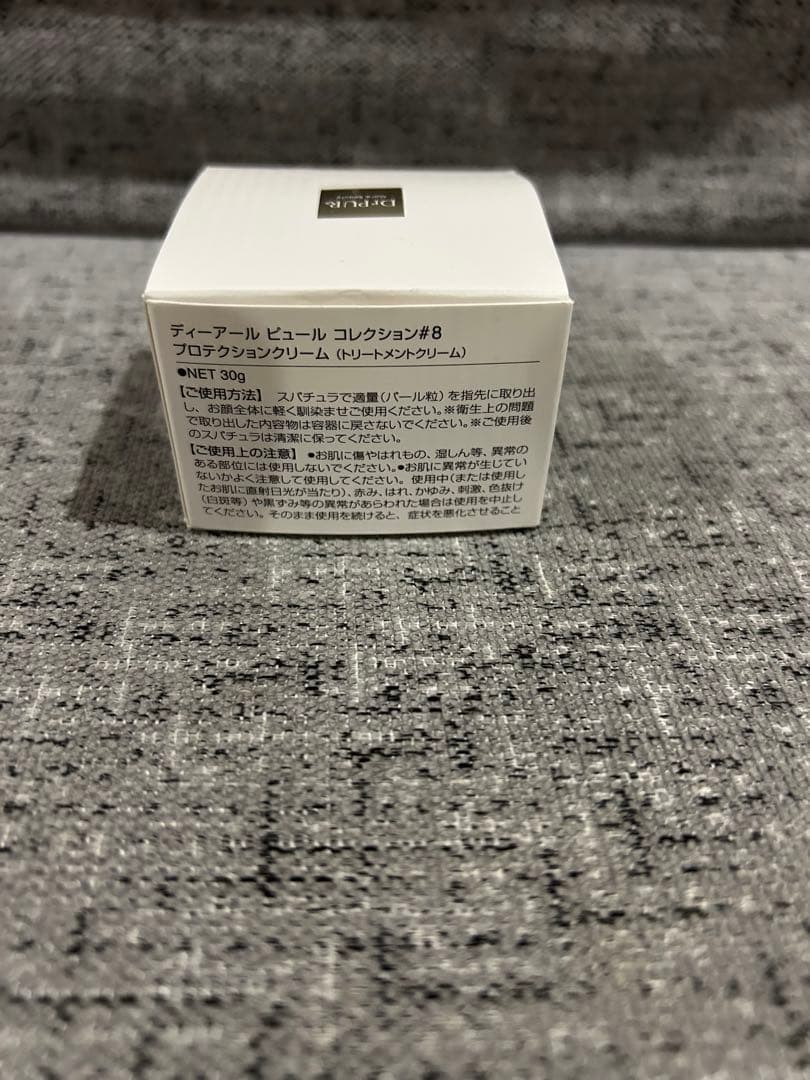 DrPUR
ディーアール ピュール コレクション#8
プロテクションクリーム（トリートメントクリーム）
●NET 30g
【ご使用方法】 スパチュラで適量（パール粒）を指先に取り出
し、お顔全体に軽く馴染ませご使用ください。※衛生上の問題
で取り出した内容物は容器に戻さないでください。※ご使用後
のスパチュラは清潔に保ってください。
【ご使用上の注意】 ●お肌に傷やはれもの、湿しん等、異常の
ある部位には使用しないでください。●お肌に異常が生じてい
ないかよく注意して使用してください。使用中（または使用し
たお肌に直射日光が当たり）、赤み、はれ、かゆみ、刺激、色抜け
（白斑等）や黒ずみ等の異常があらわれた場合は使用を中止し
てください。そのまま使用を続けると、症状を悪化させること